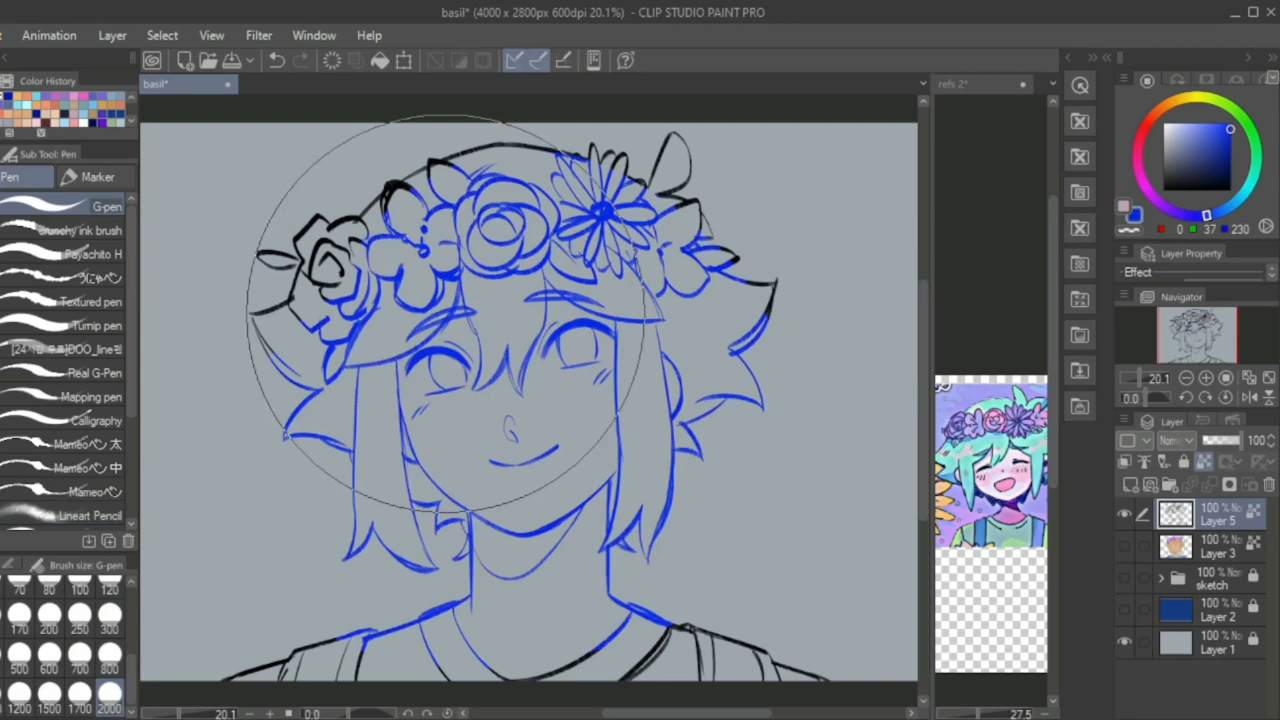 basil* (4000 x 2800px 600dpi 20.1%) - CLIP STUDIO PAINT PRO
Animation Layer Select View Filter Window Help
Color History
basil*
refs 2*
Sub Tool: Pen
Pen
Marker
G-pen
crunchy ink brush
Payachito H
うにゃペン
Textured pen
Turnip pen
Real G-Pen
Mapping pen
Calligraphy
Mameoペン 太
Mameoペン 中
Mameoペン
Lineart Pencil
Brush size: G-pen
70 80 100 120
170 200 250 300
500 600 700 800
1200 1500 1700 2000
20.1
0.0
27.5
0 37 230
Layer Property
Effect
Navigator
20.1
0.0
Layer
100
100 % No
Layer 5
100 % No
Layer 3
100 % No
sketch
100 % No
Layer 2
100 % No
Layer 1